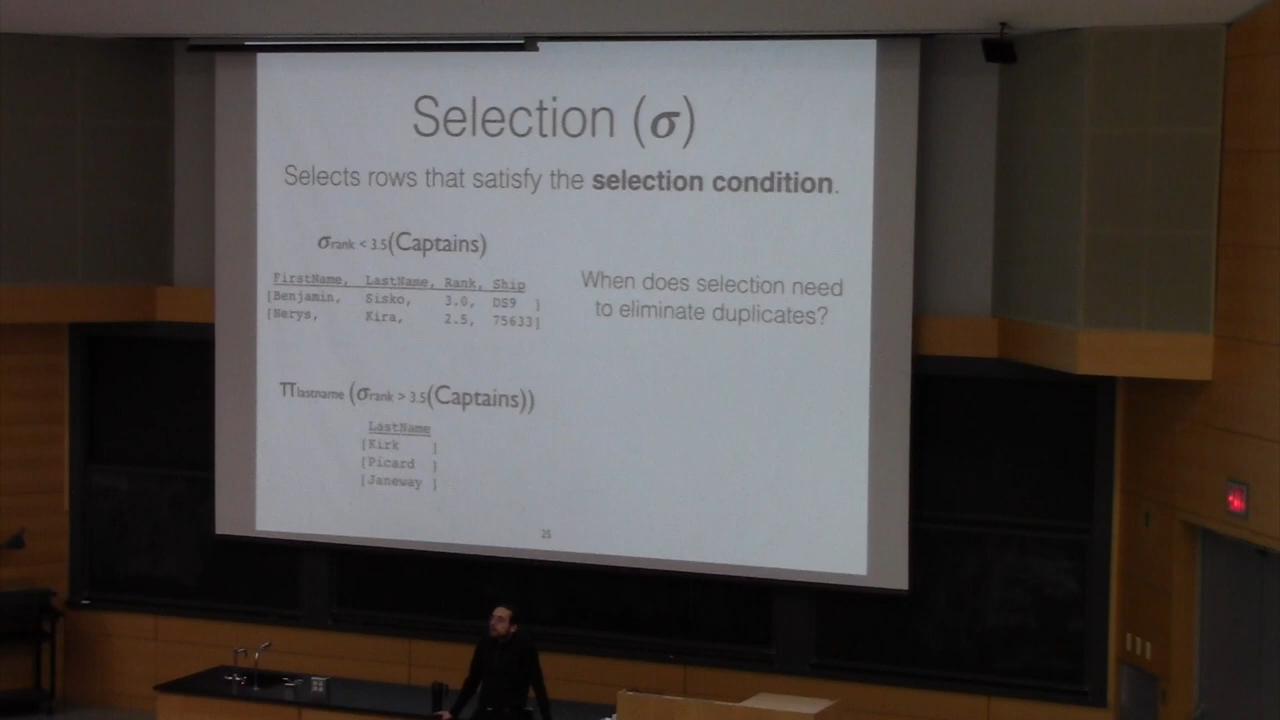 Selection (σ)
Selects rows that satisfy the selection condition.
σrank < 3.5(Captains)
FirstName, LastName, Rank, Ship
[Benjamin, Sisko, 3.0, DS9 ]
[Nerys, Kira, 2.5, 75633]
When does selection need
to eliminate duplicates?
πlastname (σrank > 3.5(Captains))
LastName
[Kirk ]
[Picard ]
[Janeway ]
25